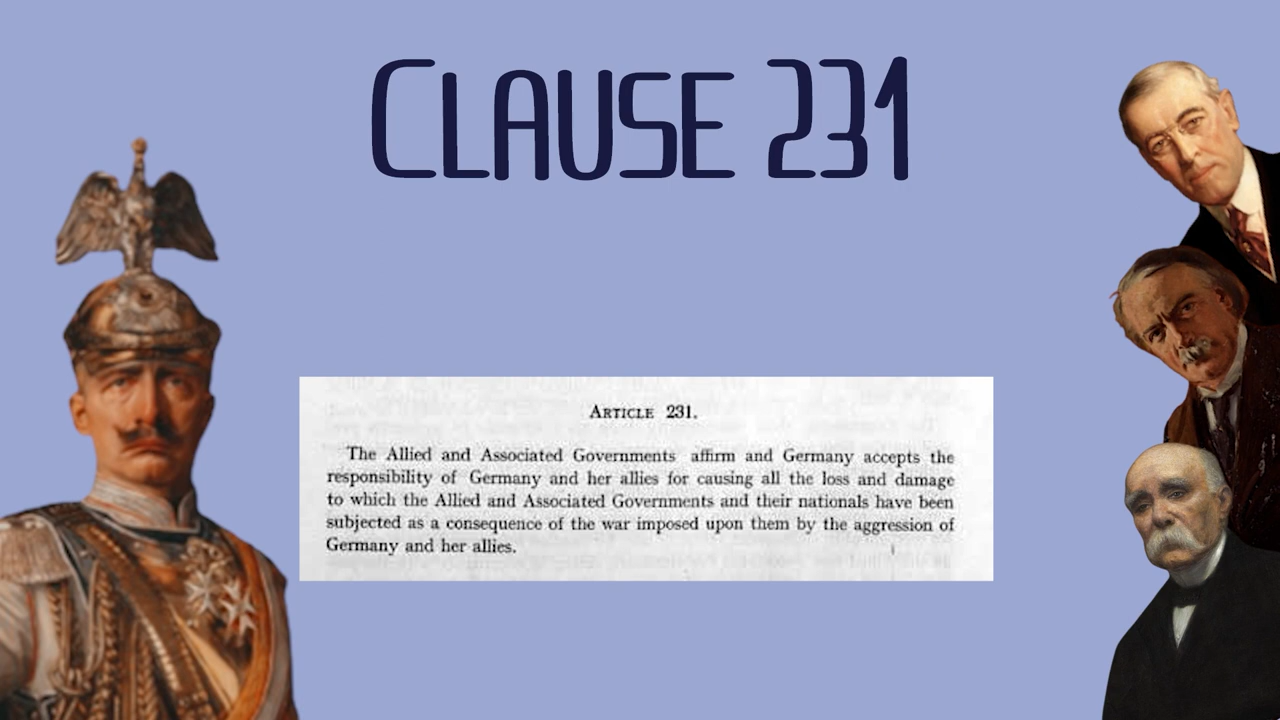 CLAUSE 231
ARTICLE 231.
The Allied and Associated Governments affirm and Germany accepts the
responsibility of Germany and her allies for causing all the loss and damage
to which the Allied and Associated Governments and their nationals have been
subjected as a consequence of the war imposed upon them by the aggression of
Germany and her allies.